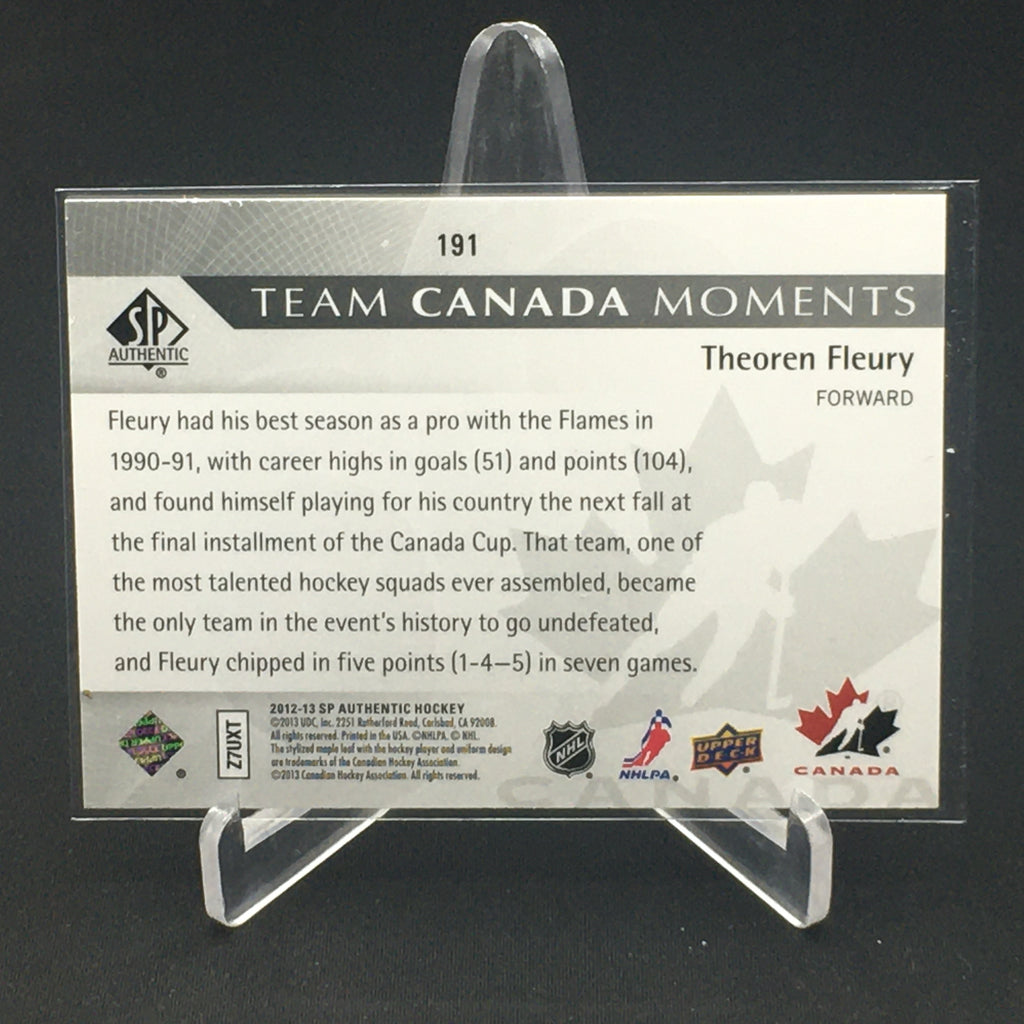 191
TEAM CANADA MOMENTS
SP
AUTHENTIC
®
Theoren Fleury
FORWARD
Fleury had his best season as a pro with the Flames in
1990-91, with career highs in goals (51) and points (104),
and found himself playing for his country the next fall at
the final installment of the Canada Cup. That team, one of
the most talented hockey squads ever assembled, became
the only team in the event's history to go undefeated,
and Fleury chipped in five points (1-4—5) in seven games.
Z7UXT
2012-13 SP AUTHENTIC HOCKEY
©2013 UDC, Inc. 2251 Rutherford Road, Carlsbad, CA 92008.
All rights reserved. Printed in the USA. ©NHLPA. © NHL.
The stylized maple leaf with the hockey player and uniform design
are trademarks of the Canadian Hockey Association.
©2013 Canadian Hockey Association. All rights reserved.
NHL
NHLPA.
UPPER
DECK
CANADA
CANADA